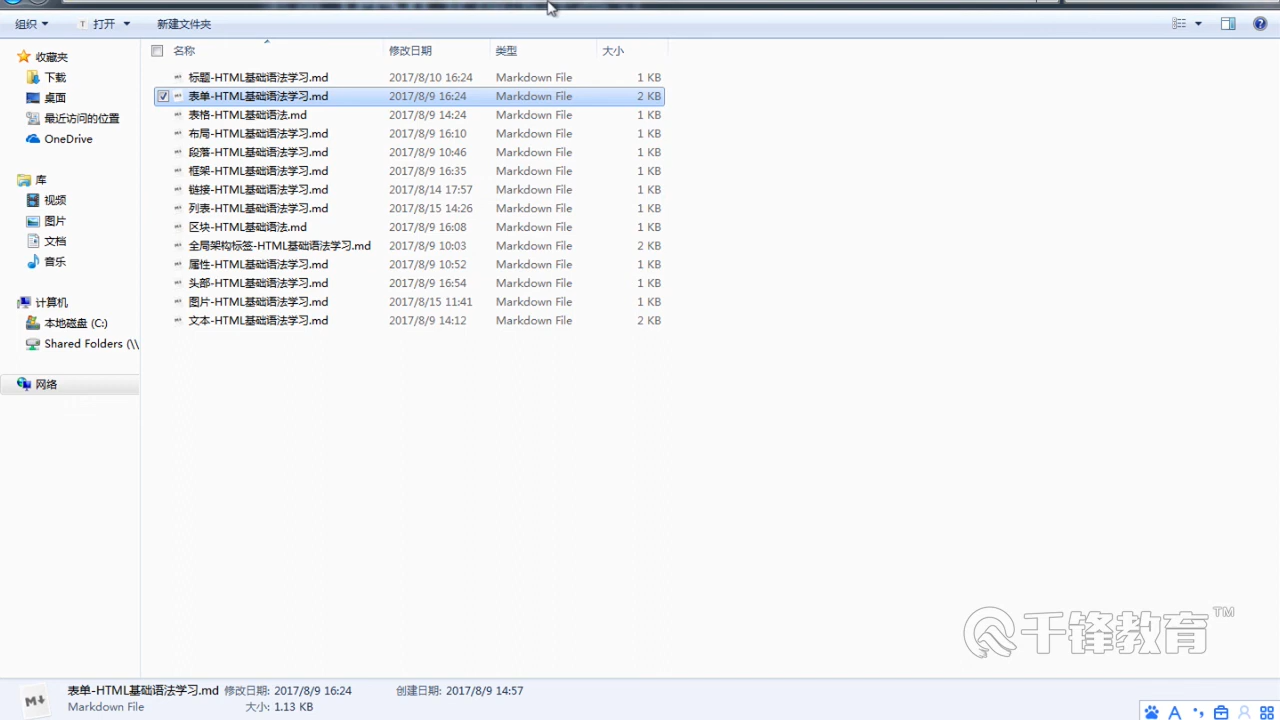 组织 打开 新建文件夹
名称 修改日期 类型 大小
收藏夹
下载
桌面
最近访问的位置
OneDrive
库
视频
图片
文档
音乐
计算机
本地磁盘 (C:)
Shared Folders (\\
网络
标题-HTML基础语法学习.md 2017/8/10 16:24 Markdown File 1 KB
表单-HTML基础语法学习.md 2017/8/9 16:24 Markdown File 2 KB
表格-HTML基础语法.md 2017/8/9 14:24 Markdown File 1 KB
布局-HTML基础语法学习.md 2017/8/9 16:10 Markdown File 1 KB
段落-HTML基础语法学习.md 2017/8/9 10:46 Markdown File 1 KB
框架-HTML基础语法学习.md 2017/8/9 16:35 Markdown File 1 KB
链接-HTML基础语法学习.md 2017/8/14 17:57 Markdown File 1 KB
列表-HTML基础语法学习.md 2017/8/15 14:26 Markdown File 1 KB
区块-HTML基础语法.md 2017/8/9 16:08 Markdown File 1 KB
全局架构标签-HTML基础语法学习.md 2017/8/9 10:03 Markdown File 2 KB
属性-HTML基础语法学习.md 2017/8/9 10:52 Markdown File 1 KB
头部-HTML基础语法学习.md 2017/8/9 16:54 Markdown File 1 KB
图片-HTML基础语法学习.md 2017/8/15 11:41 Markdown File 1 KB
文本-HTML基础语法学习.md 2017/8/9 14:12 Markdown File 2 KB
千锋教育™
表单-HTML基础语法学习.md 修改日期: 2017/8/9 16:24 创建日期: 2017/8/9 14:57
Markdown File 大小: 1.13 KB